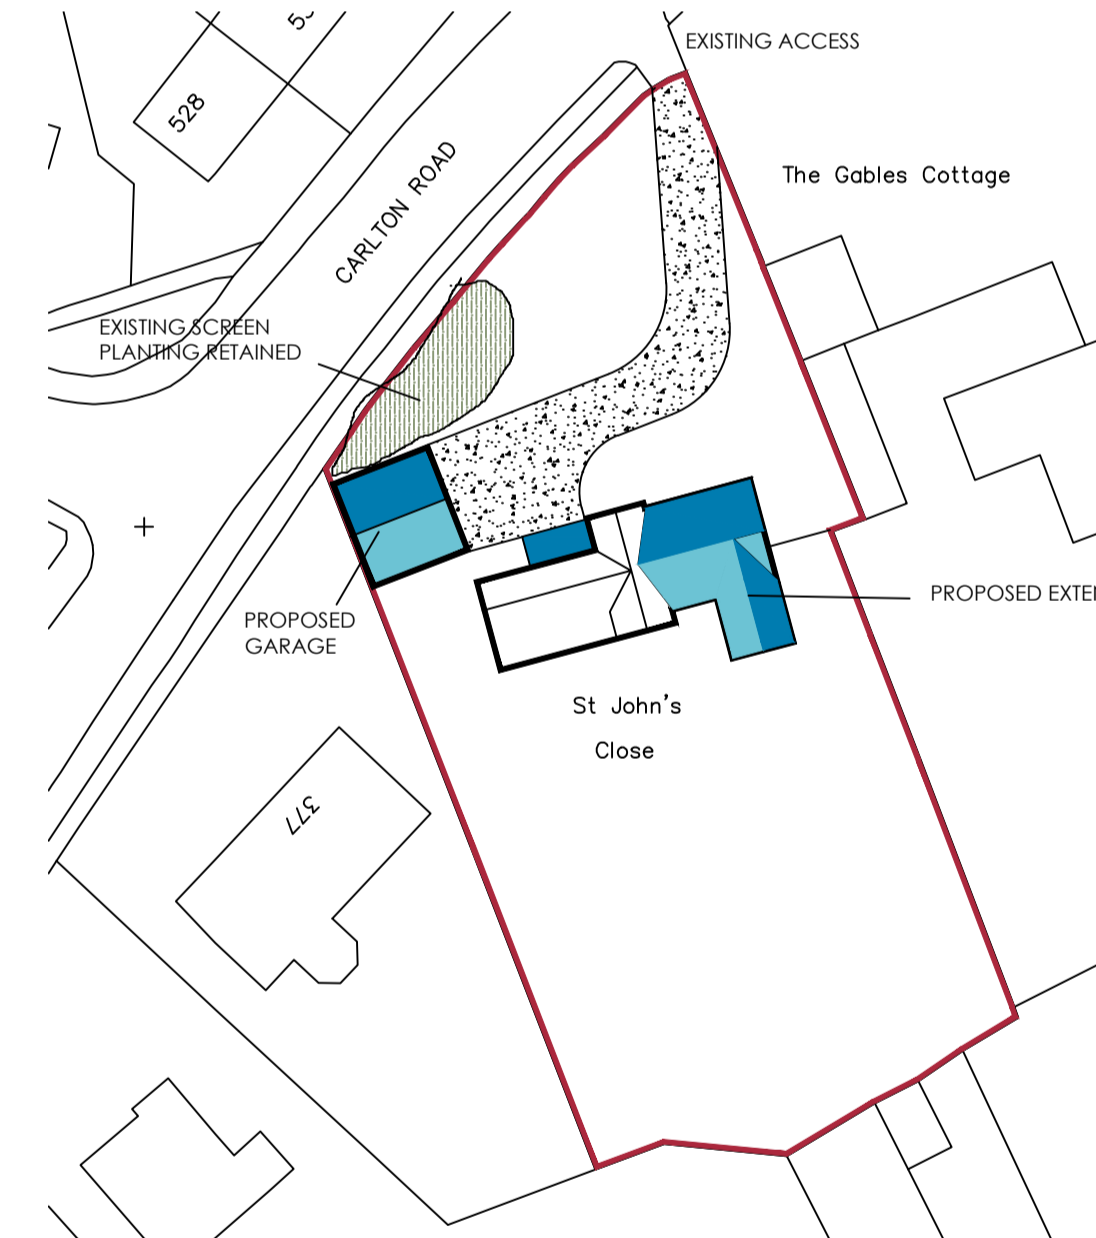 EXISTING ACCESS
528
CARLTON ROAD
The Gables Cottage
EXISTING SCREEN
PLANTING RETAINED
PROPOSED
GARAGE
PROPOSED
St John's
Close
377